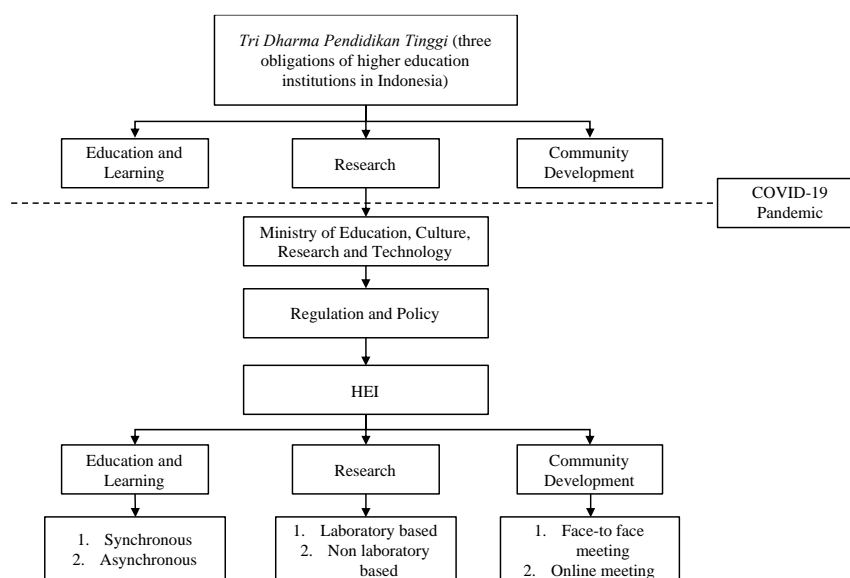 Tri Dharma Pendidikan Tinggi (three
obligations of higher education
institutions in Indonesia)
Education and
Learning
Research
Community
Development
COVID-19
Pandemic
Ministry of Education, Culture,
Research and Technology
Regulation and Policy
HEI
Education and
Learning
Research
Community
Development
1. Synchronous
2. Asynchronous
1. Laboratory based
2. Non laboratory
based
1. Face-to face
meeting
2. Online meeting